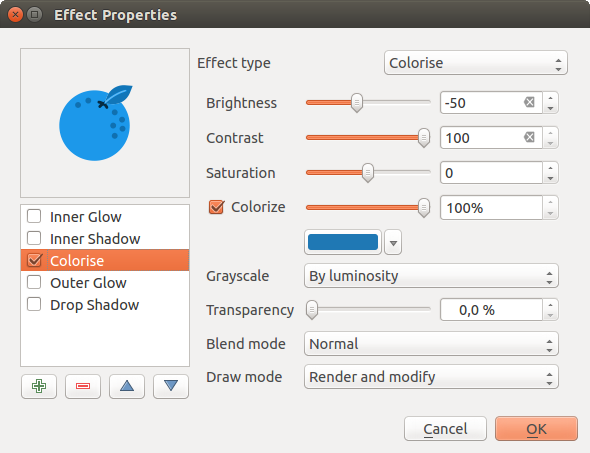 Effect Properties
Effect type Colorise
Brightness -50
Contrast 100
Saturation 0
Colorize 100%
Inner Glow
Inner Shadow
Colorise
Outer Glow
Drop Shadow
Grayscale By luminosity
Transparency 0,0 %
Blend mode Normal
Draw mode Render and modify
Cancel OK